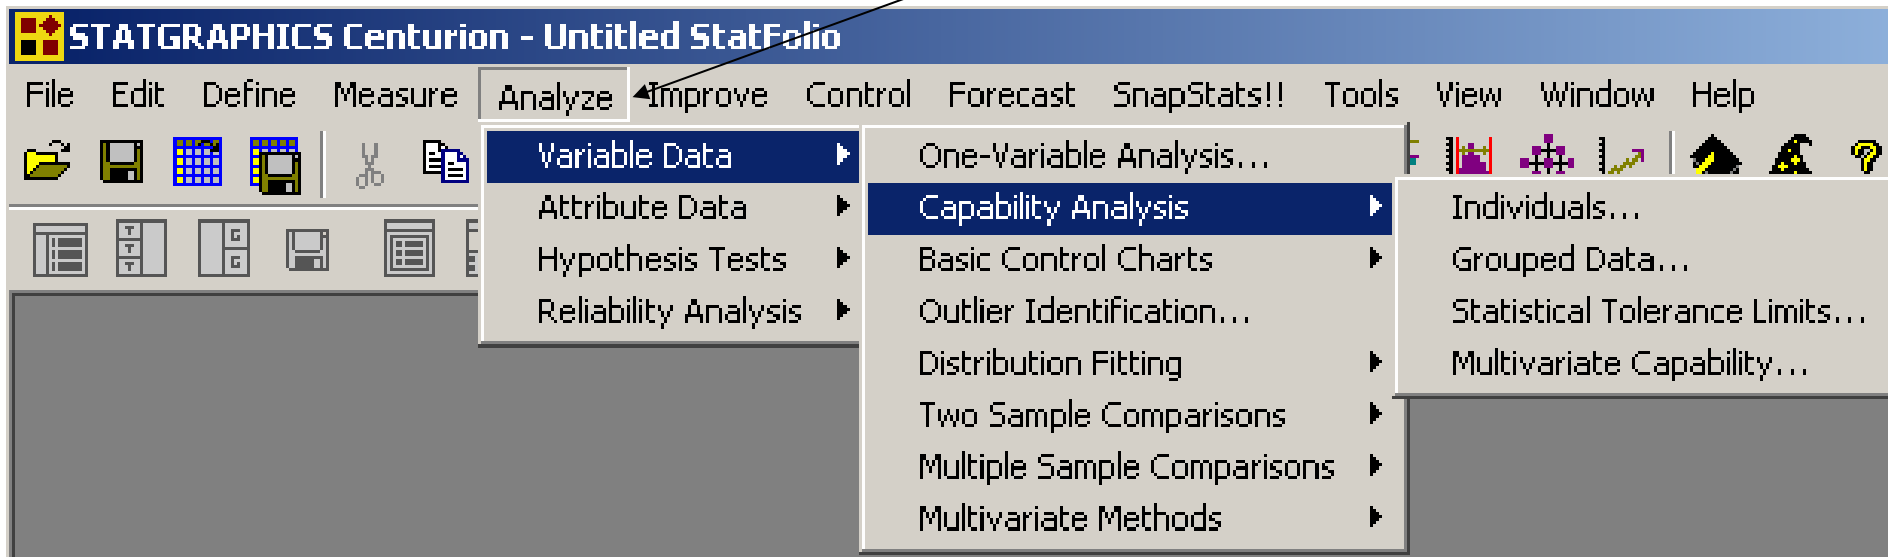 STATGRAPHICS Centurion - Untitled StatFolio
File Edit Define Measure Analyze Improve Control Forecast SnapStats!! Tools View Window Help
Variable Data
Attribute Data
Hypothesis Tests
Reliability Analysis
One-Variable Analysis...
Capability Analysis
Basic Control Charts
Outlier Identification...
Distribution Fitting
Two Sample Comparisons
Multiple Sample Comparisons
Multivariate Methods
Individuals...
Grouped Data...
Statistical Tolerance Limits...
Multivariate Capability...